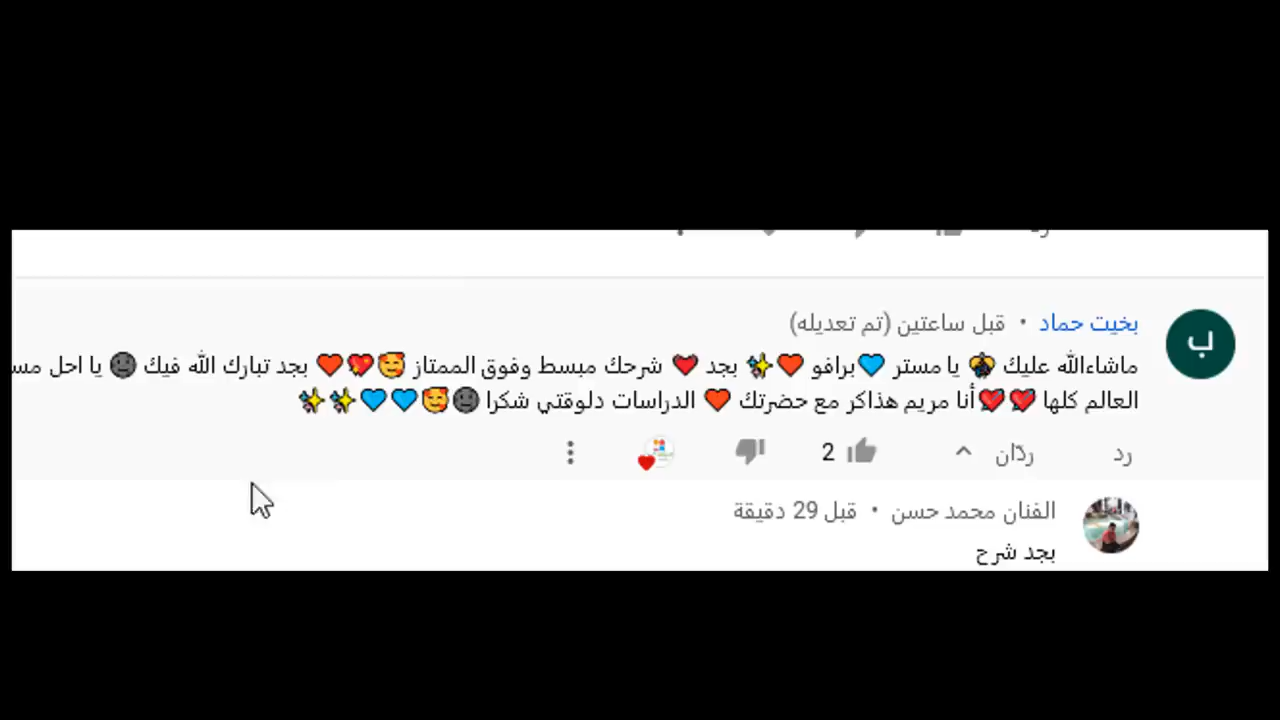 بخيت حماد • قبل ساعتين (تم تعديله)
ب
ماشاءالله عليك 🧑‍🎓 يا مستر 💙برافو 🧡✨ بجد ❤️ شرحك مبسط وفوق الممتاز 🥰💖🧡 بجد تبارك الله فيك 🌚 يا احل
العالم كلها 💘💘أنا مريم هذاكر مع حضرتك 🧡 الدراسات دلوقتي شكرا 🌚🥰💙💙✨✨
رد ردّان 2
الفنان محمد حسن • قبل 29 دقيقة
بجد شرح